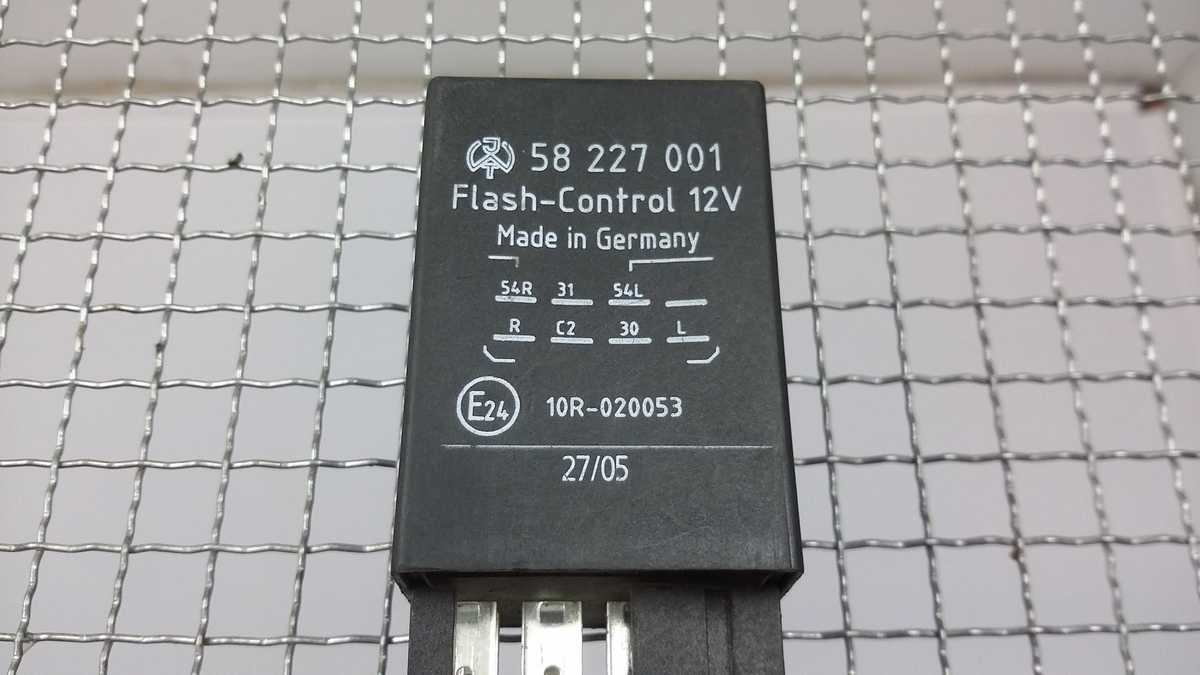 58 227 001
Flash-Control 12V
Made in Germany
54R 31 54L
R C2 30 L
E24 10R-020053
27/05